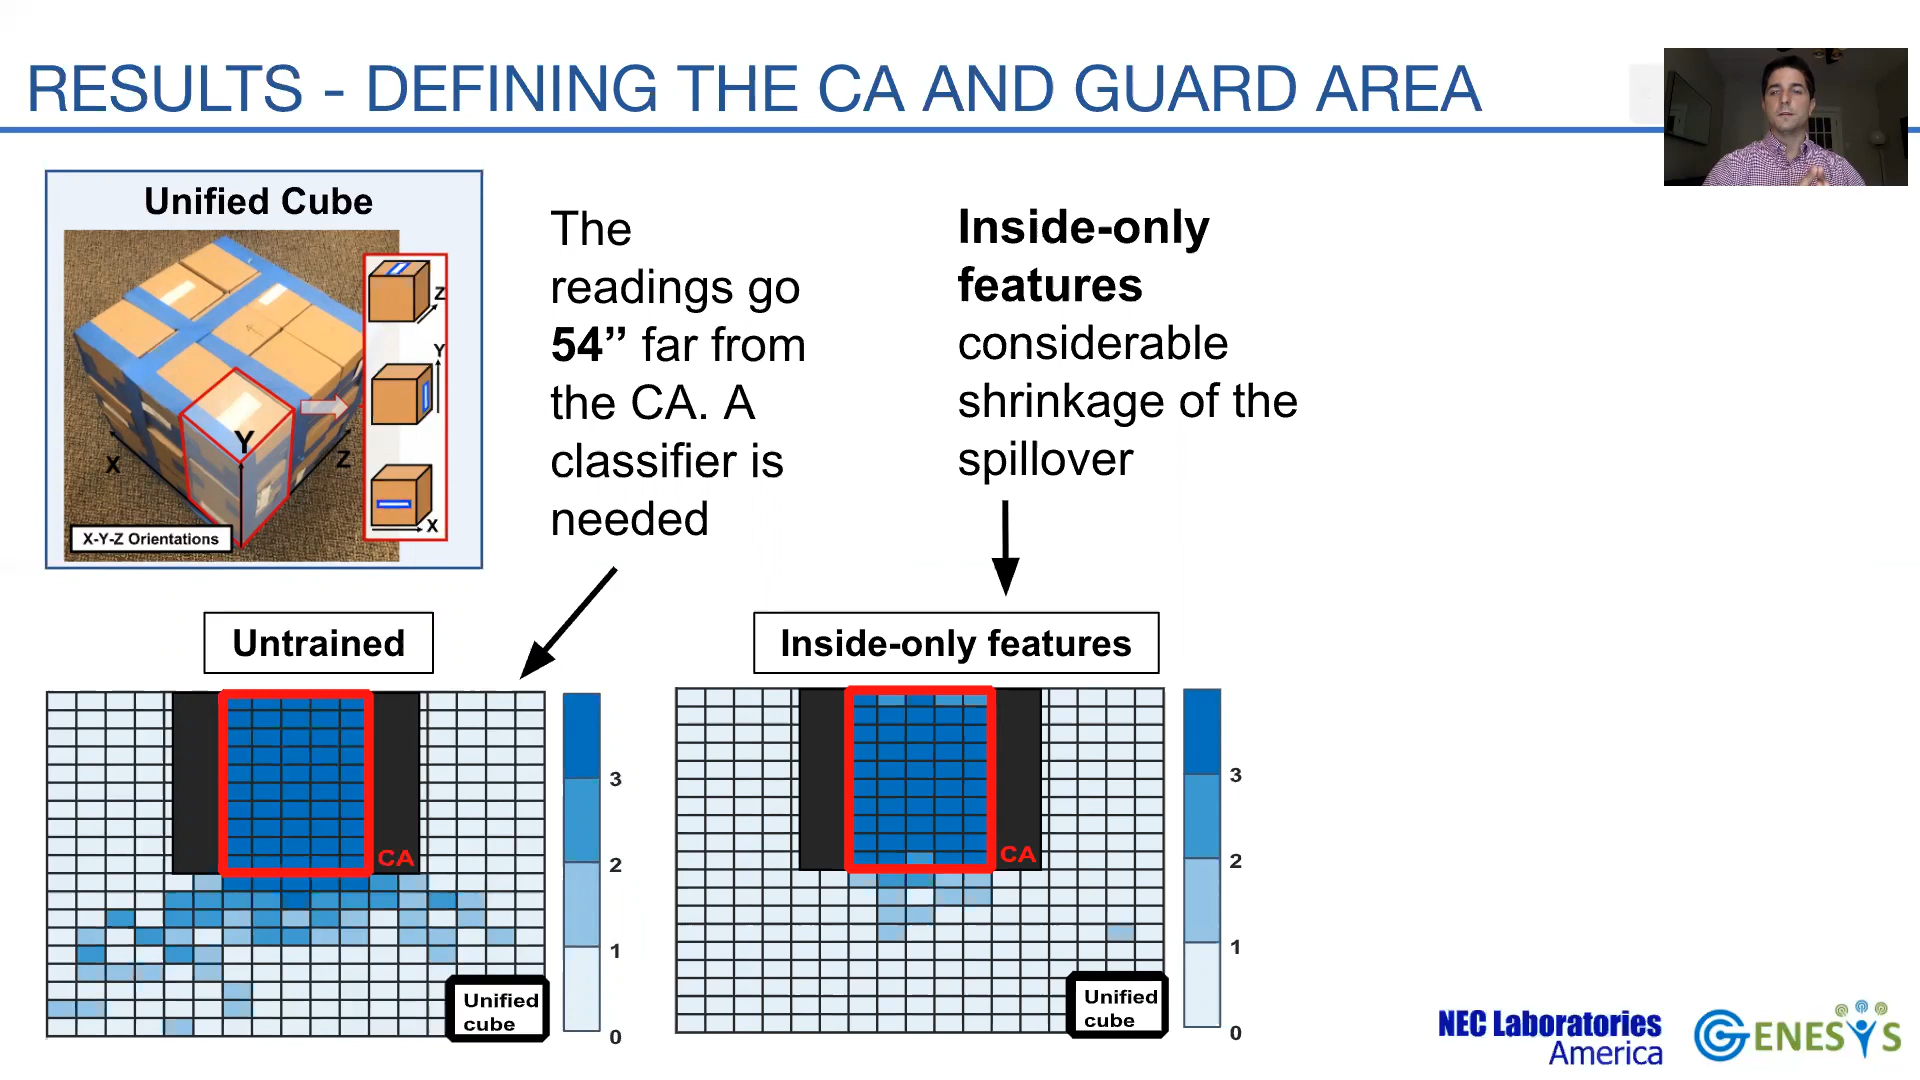 RESULTS - DEFINING THE CA AND GUARD AREA
Unified Cube
Z
Y
X
Y
X
Z
X-Y-Z Orientations
The
readings go
54” far from
the CA. A
classifier is
needed
Inside-only
features
considerable
shrinkage of the
spillover
Untrained
CA
Unified
cube
3
2
1
0
Inside-only features
CA
Unified
cube
3
2
1
0
NEC Laboratories
America
GENESYS